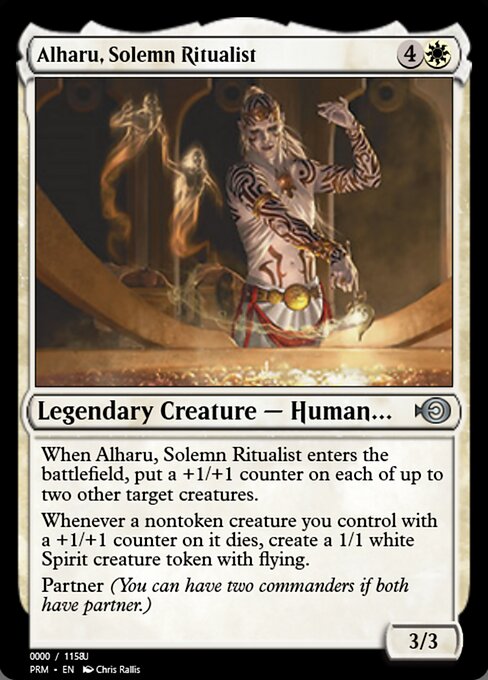 Alharu, Solemn Ritualist 4
Legendary Creature — Human...
When Alharu, Solemn Ritualist enters the
battlefield, put a +1/+1 counter on each of up to
two other target creatures.
Whenever a nontoken creature you control with
a +1/+1 counter on it dies, create a 1/1 white
Spirit creature token with flying.
Partner (You can have two commanders if both
have partner.)
3/3
0000 / 1158J
PRM • EN Chris Rallis